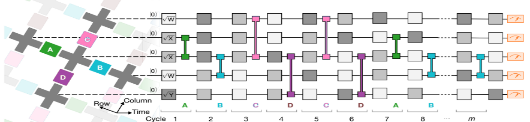 C
A
B
D
Row
Column
Time
|0⟩ √W
|0⟩ √X
|0⟩ √X
|0⟩ √W
|0⟩ √Y
A B C D C D A B
Cycle 1 2 3 4 5 6 7 8 ... m